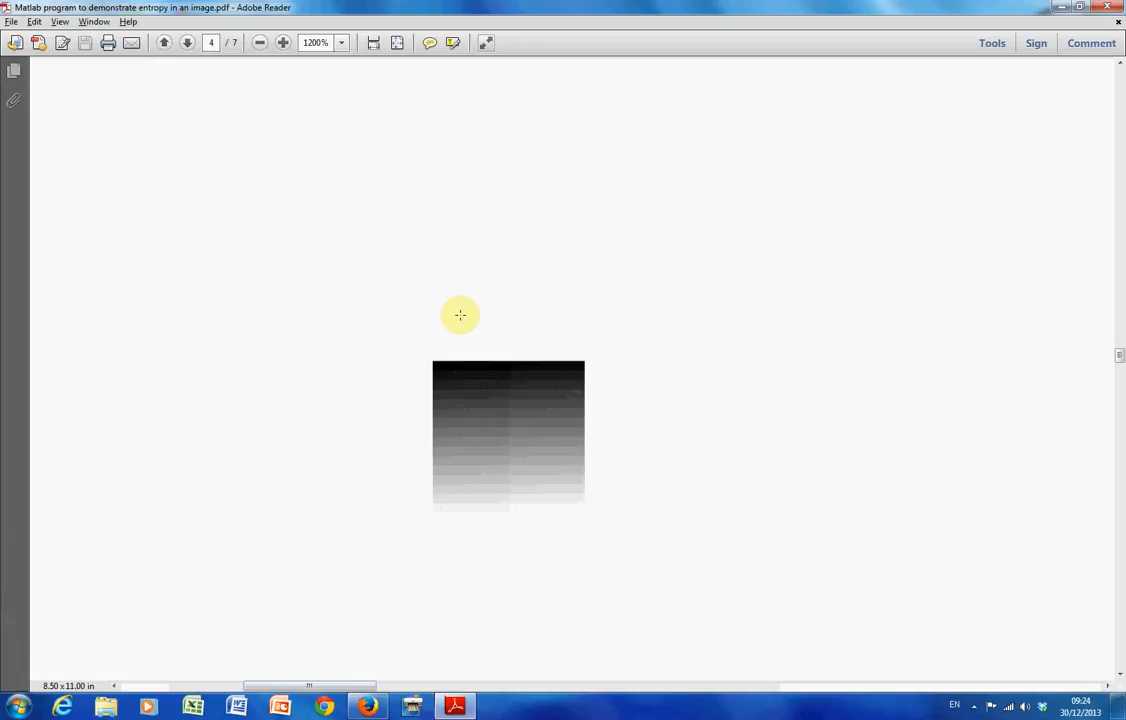 Matlab program to demonstrate entropy in an image.pdf - Adobe Reader
File Edit View Window Help
4 / 7 1200% Tools Sign Comment
8.50 x 11.00 in
EN 09:24
30/12/2013